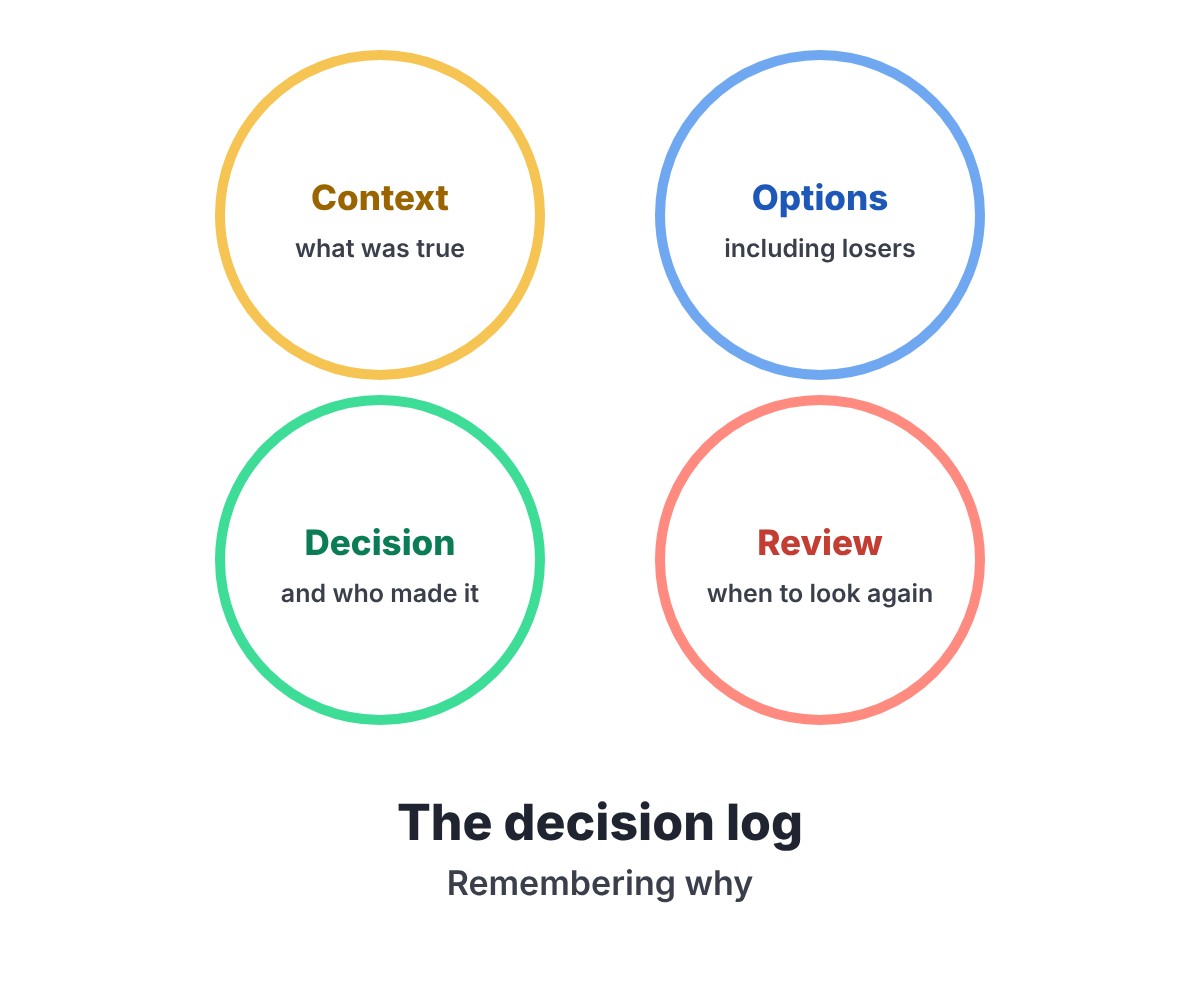 Context
what was true
Options
including losers
Decision
and who made it
Review
when to look again
The decision log
Remembering why